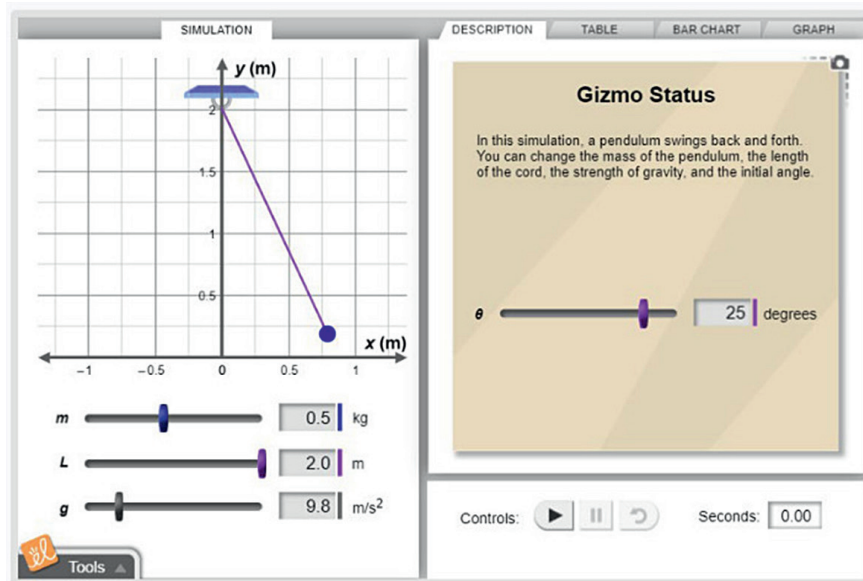 SIMULATION
y (m)
2
1.5
1
0.5
x (m)
−1 −0.5 0 0.5 1
m 0.5 kg
L 2.0 m
g 9.8 m/s²
Tools
DESCRIPTION TABLE BAR CHART GRAPH
Gizmo Status
In this simulation, a pendulum swings back and forth.
You can change the mass of the pendulum, the length
of the cord, the strength of gravity, and the initial angle.
θ 25 degrees
Controls: Seconds: 0.00